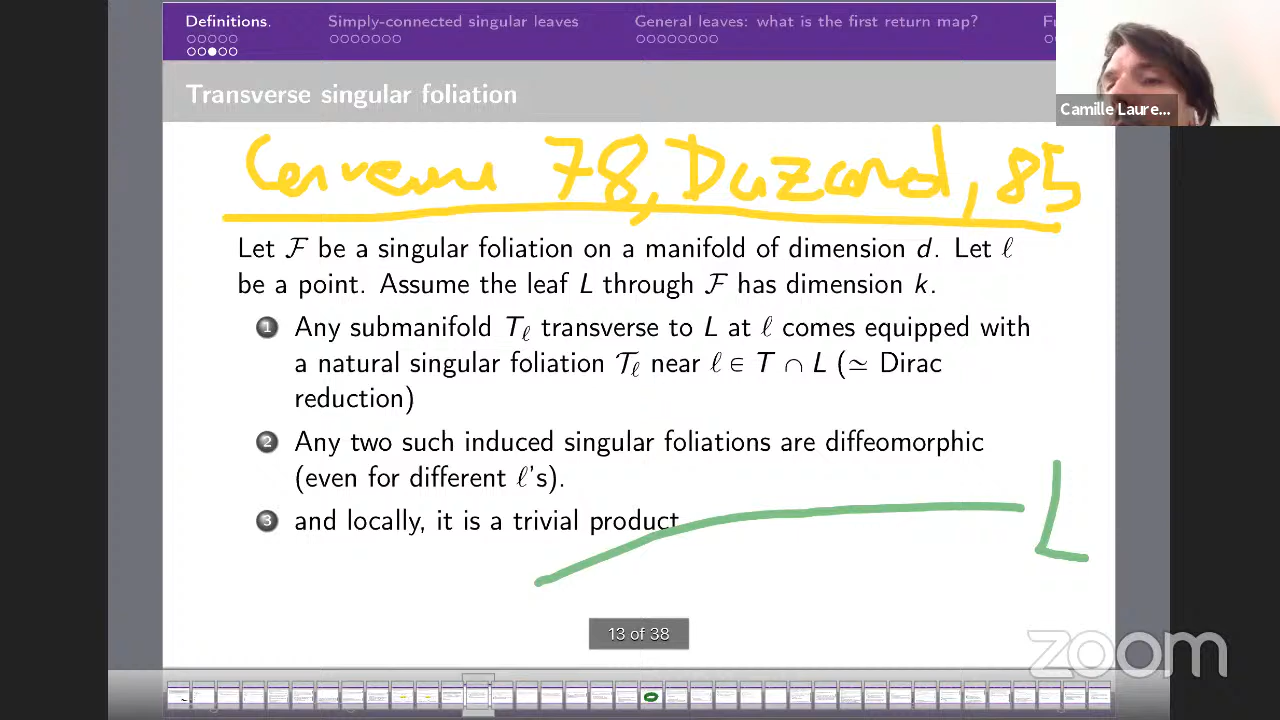 Definitions.
Simply-connected singular leaves
General leaves: what is the first return map?
Transverse singular foliation
Camille Laure...
Cerveau 78, Dazord, 85
Let ℱ be a singular foliation on a manifold of dimension d. Let ℓ
be a point. Assume the leaf L through ℱ has dimension k.
1 Any submanifold T_ℓ transverse to L at ℓ comes equipped with
a natural singular foliation 𝒯_ℓ near ℓ ∈ T ∩ L (≃ Dirac
reduction)
2 Any two such induced singular foliations are diffeomorphic
(even for different ℓ's).
3 and locally, it is a trivial product
L
13 of 38
zoom